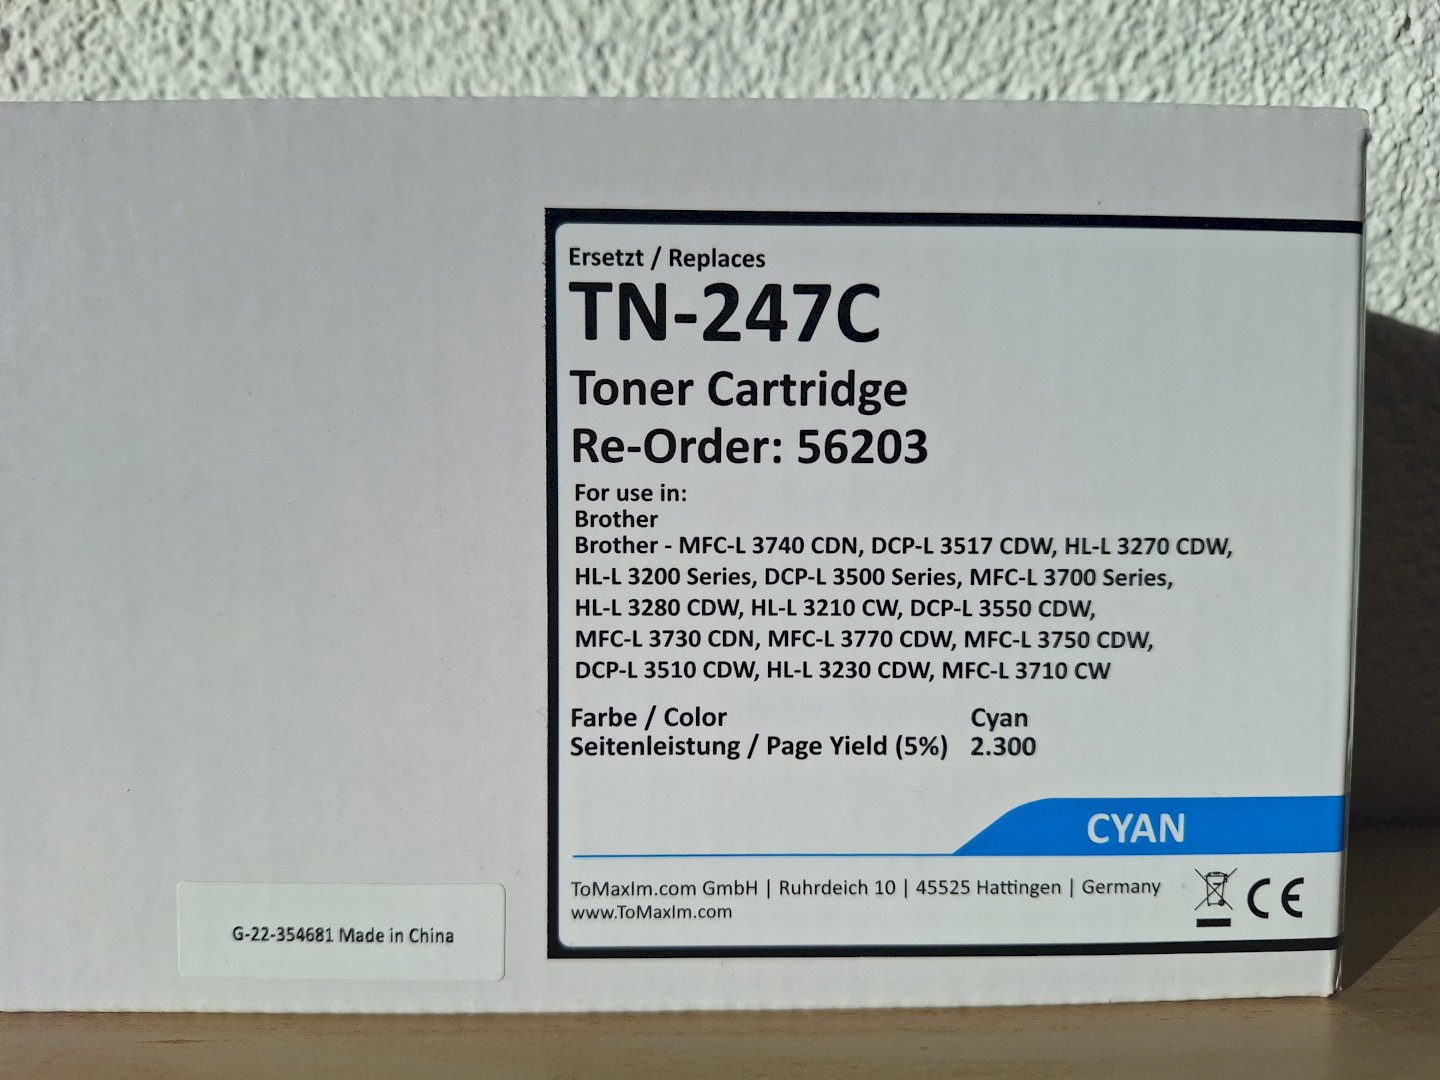 Ersetzt / Replaces
TN-247C
Toner Cartridge
Re-Order: 56203
For use in:
Brother
Brother - MFC-L 3740 CDN, DCP-L 3517 CDW, HL-L 3270 CDW,
HL-L 3200 Series, DCP-L 3500 Series, MFC-L 3700 Series,
HL-L 3280 CDW, HL-L 3210 CW, DCP-L 3550 CDW,
MFC-L 3730 CDN, MFC-L 3770 CDW, MFC-L 3750 CDW,
DCP-L 3510 CDW, HL-L 3230 CDW, MFC-L 3710 CW
Farbe / Color Cyan
Seitenleistung / Page Yield (5%) 2.300
CYAN
ToMaxIm.com GmbH | Ruhrdeich 10 | 45525 Hattingen | Germany
www.ToMaxIm.com
CE
G-22-354681 Made in China